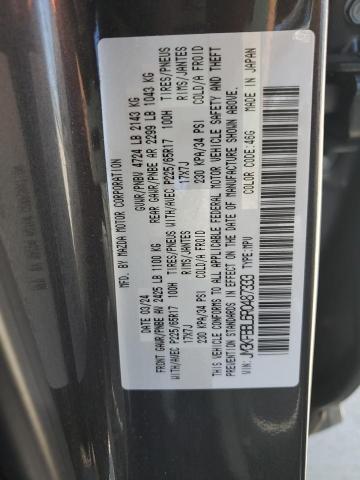 MFD. BY MAZDA MOTOR CORPORATION
DATE 03/24 GVWR/PNBV 4724 LB 2143 KG
FRONT GAWR/PNBE AV 2425 LB 1100 KG REAR GAWR/PNBE AR 2299 LB 1043 KG
TIRES/PNEUS TIRES/PNEUS
WITH/AVEC P225/65R17 100H WITH/AVEC P225/65R17 100H
RIMS/JANTES RIMS/JANTES
17X7J 17X7J
230 KPA/34 PSI COLD/A FROID 230 KPA/34 PSI COLD/A FROID
THIS VEHICLE CONFORMS TO ALL APPLICABLE FEDERAL MOTOR VEHICLE SAFETY AND THEFT
PREVENTION STANDARDS IN EFFECT ON THE DATE OF MANUFACTURE SHOWN ABOVE.
VIN: JM3KFBBL6R0487333 TYPE:MPV COLOR CODE:46G MADE IN JAPAN